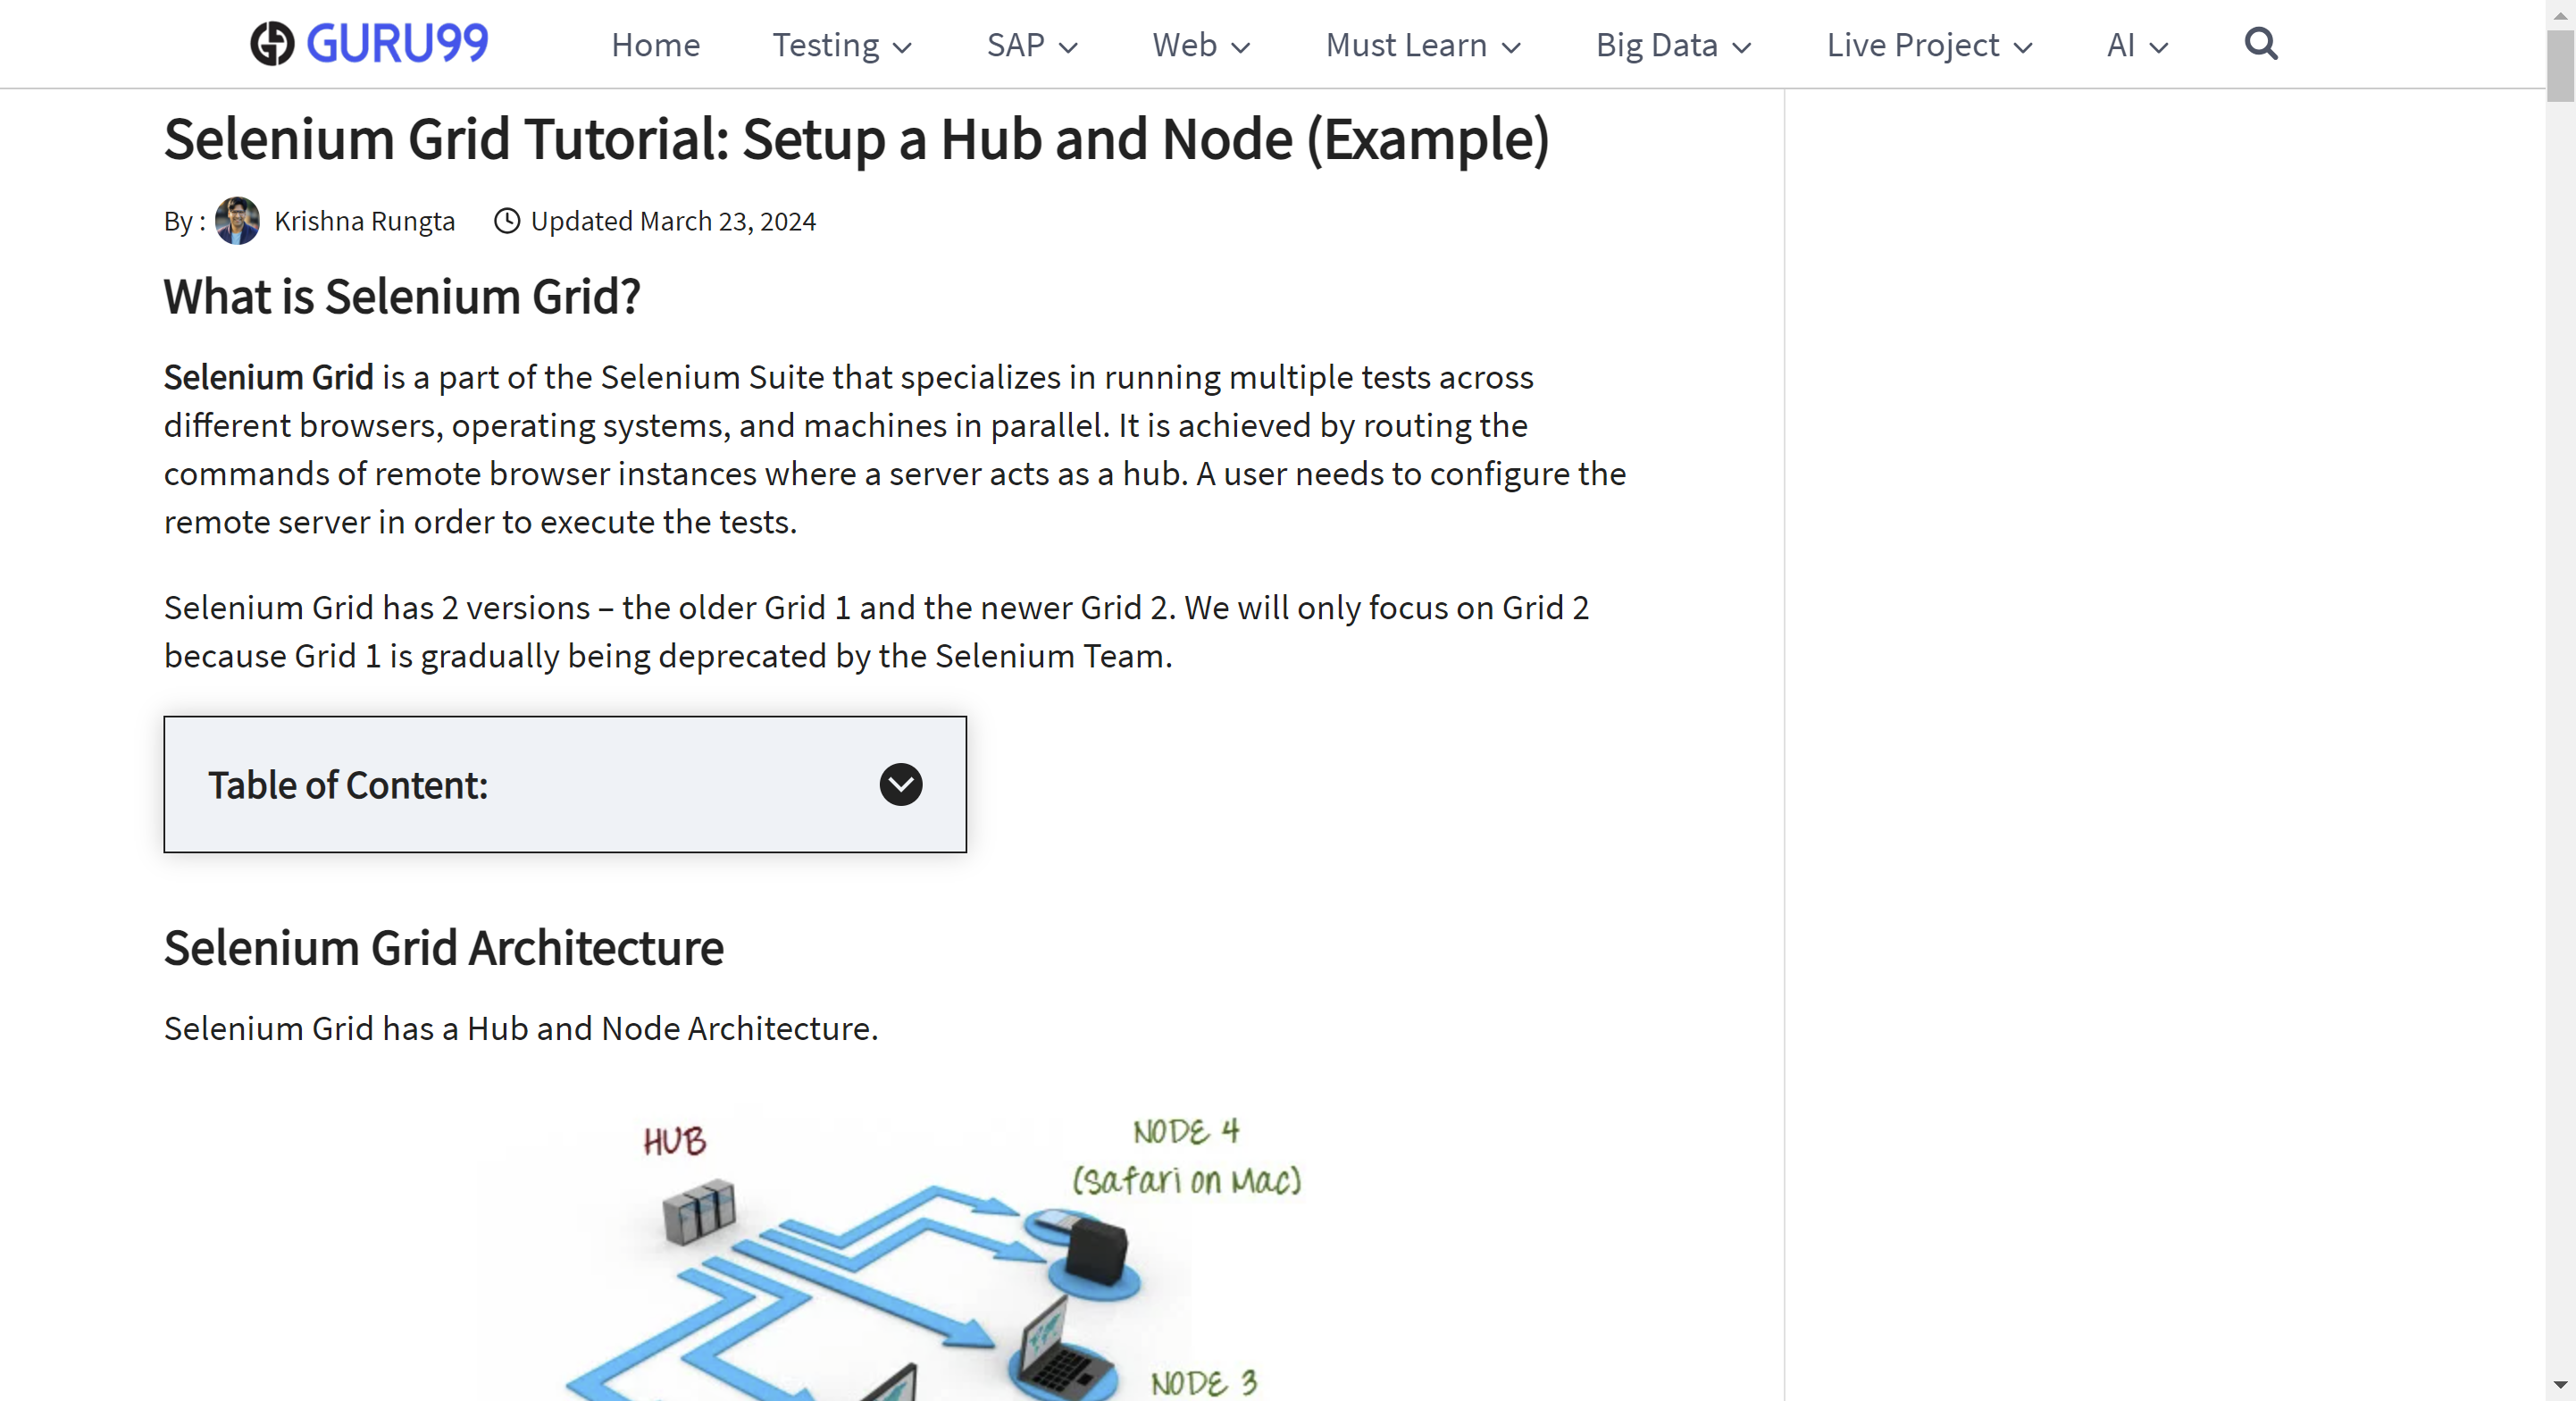 GURU99 Home Testing SAP Web Must Learn Big Data Live Project AI
Selenium Grid Tutorial: Setup a Hub and Node (Example)
By : Krishna Rungta Updated March 23, 2024
What is Selenium Grid?
Selenium Grid is a part of the Selenium Suite that specializes in running multiple tests across
different browsers, operating systems, and machines in parallel. It is achieved by routing the
commands of remote browser instances where a server acts as a hub. A user needs to configure the
remote server in order to execute the tests.
Selenium Grid has 2 versions – the older Grid 1 and the newer Grid 2. We will only focus on Grid 2
because Grid 1 is gradually being deprecated by the Selenium Team.
Table of Content:
Selenium Grid Architecture
Selenium Grid has a Hub and Node Architecture.
HUB
NODE 4
(Safari on Mac)
NODE 3